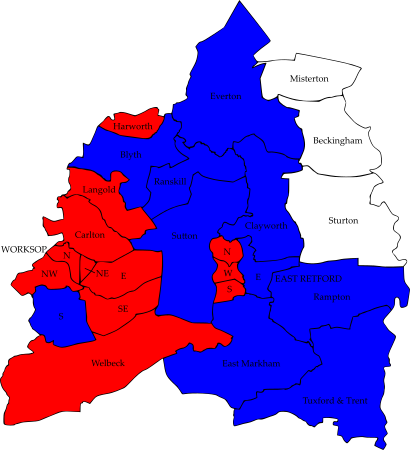 Misterton
Everton
Harworth
Beckingham
Blyth
Ranskill
Langold
Sturton
Clayworth
Carlton
Sutton
WORKSOP
N
N
NW
NE
E
W
E
EAST RETFORD
S
Rampton
SE
S
Welbeck
East Markham
Tuxford & Trent